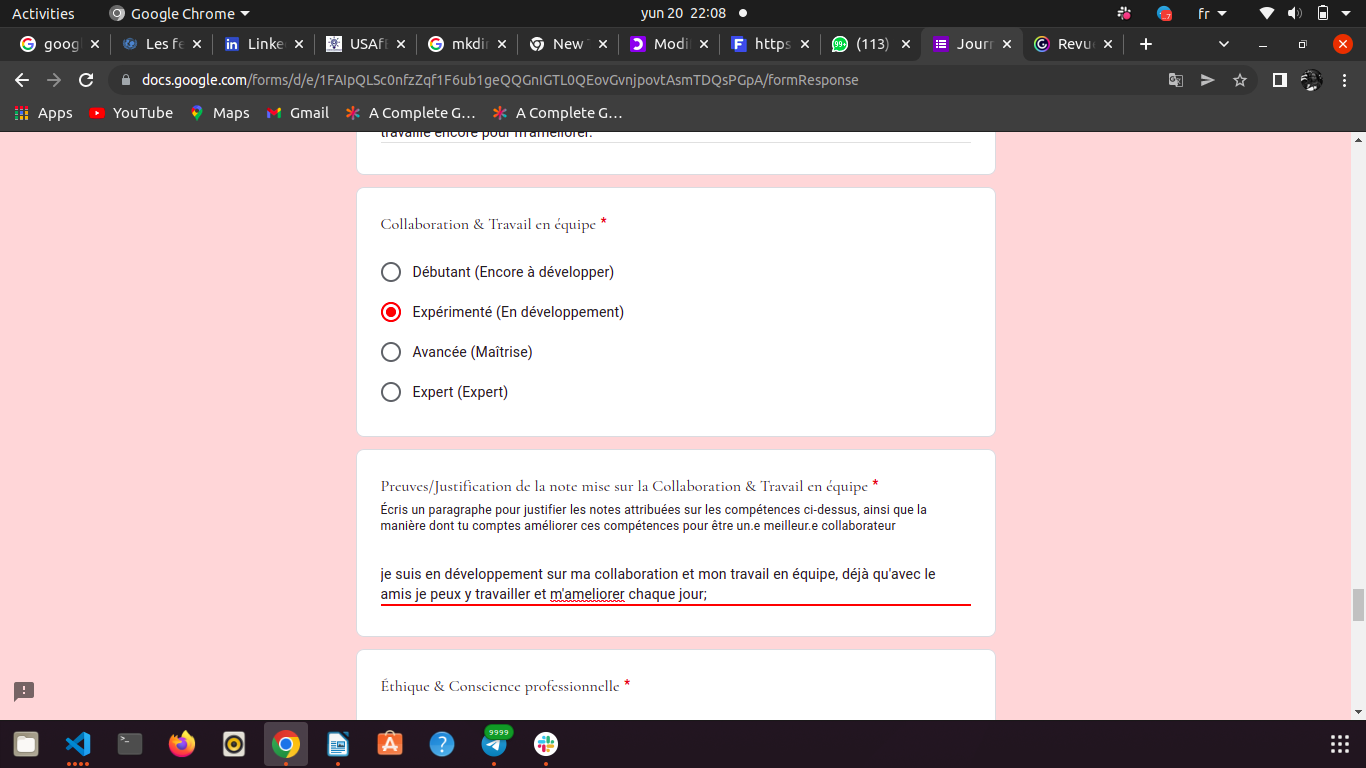 Activities Google Chrome yun 20 22:08 fr
goog Les fe Linke USAfE mkdir New Modi https (113) Journ Revue
docs.google.com/forms/d/e/1FAIpQLSc0nfzZqf1F6ub1geQQGnIGTL0QEovGvnjpovtAsmTDQsPGpA/formResponse
Apps YouTube Maps Gmail A Complete G… A Complete G…
travaille encore pour m'améliorer.
Collaboration & Travail en équipe *
Débutant (Encore à développer)
Expérimenté (En développement)
Avancée (Maîtrise)
Expert (Expert)
Preuves/Justification de la note mise sur la Collaboration & Travail en équipe *
Écris un paragraphe pour justifier les notes attribuées sur les compétences ci-dessus, ainsi que la
manière dont tu comptes améliorer ces compétences pour être un.e meilleur.e collaborateur
je suis en développement sur ma collaboration et mon travail en équipe, déjà qu'avec le
amis je peux y travailler et m'ameliorer chaque jour;
Éthique & Conscience professionnelle *
9999